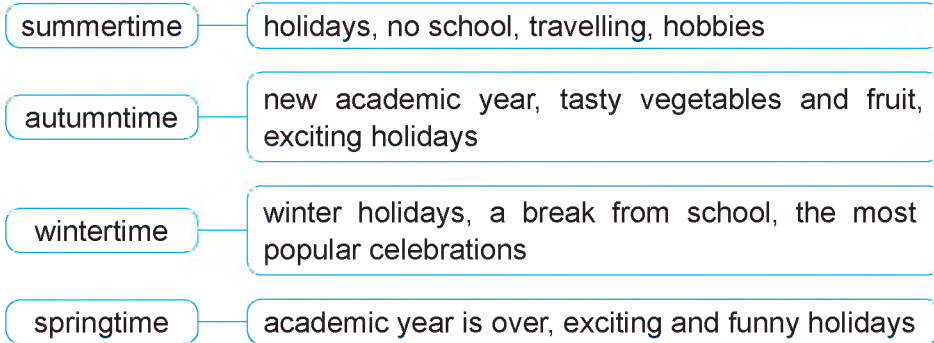 summertime holidays, no school, travelling, hobbies
autumntime new academic year, tasty vegetables and fruit,
exciting holidays
wintertime winter holidays, a break from school, the most
popular celebrations
springtime academic year is over, exciting and funny holidays